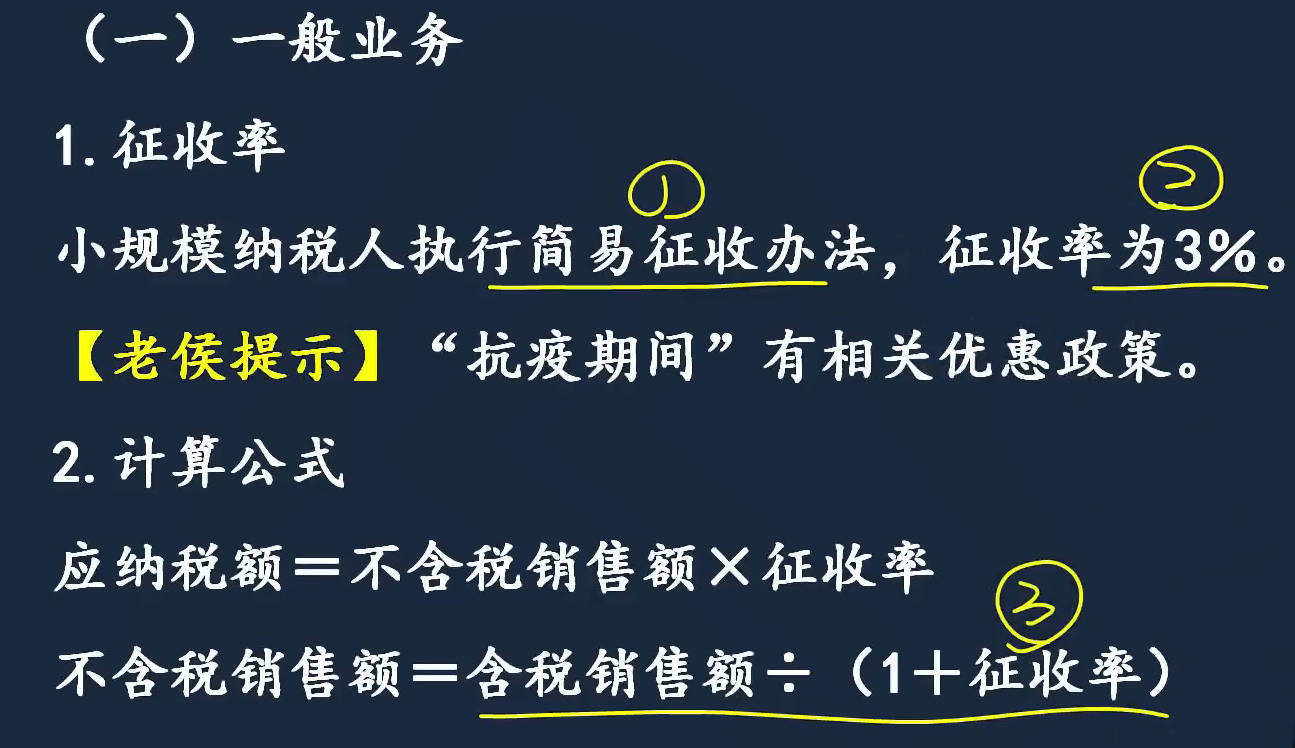 （一）一般业务
1.征收率
① ②
小规模纳税人执行简易征收办法，征收率为3%。
【老侯提示】“抗疫期间”有相关优惠政策。
2.计算公式
应纳税额＝不含税销售额×征收率
③
不含税销售额＝含税销售额÷（1＋征收率）